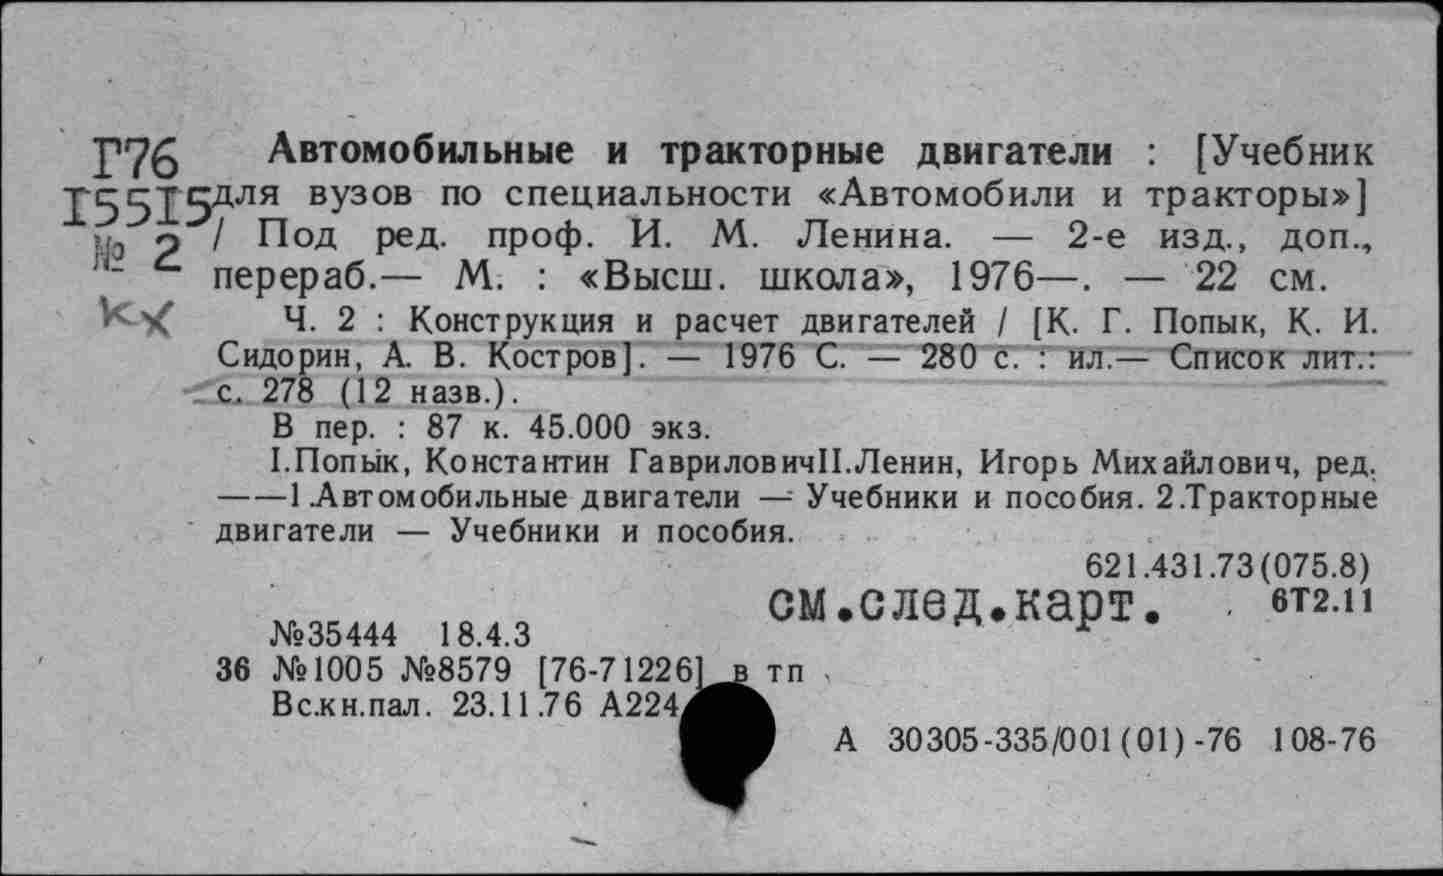 Г76 Автомобильные и тракторные двигатели : [Учебник
I55I5 для вузов по специальности «Автомобили и тракторы»]
№ 2 / Под ред. проф. И. М. Ленина. — 2-е изд., доп.,
перераб.— М. : «Высш. школа», 1976—. — 22 см.
Ч. 2 : Конструкция и расчет двигателей / [К. Г. Попык, К. И.
Сидорин, А. В. Костров]. — 1976 С. — 280 с. : ил.— Список лит.:
с. 278 (12 назв.).
В пер. : 87 к. 45.000 экз.
I.Попык, Константин ГавриловичII.Ленин, Игорь Михайлович, ред.
——1.Автомобильные двигатели — Учебники и пособия. 2.Тракторные
двигатели — Учебники и пособия.
621.431.73(075.8)
см.след.карт. 6Т2.11
№35444 18.4.3
36 №1005 №8579 [76-71226] в тп
Вс.кн.пал. 23.11.76 А224
А 30305-335/001(01)-76 108-76